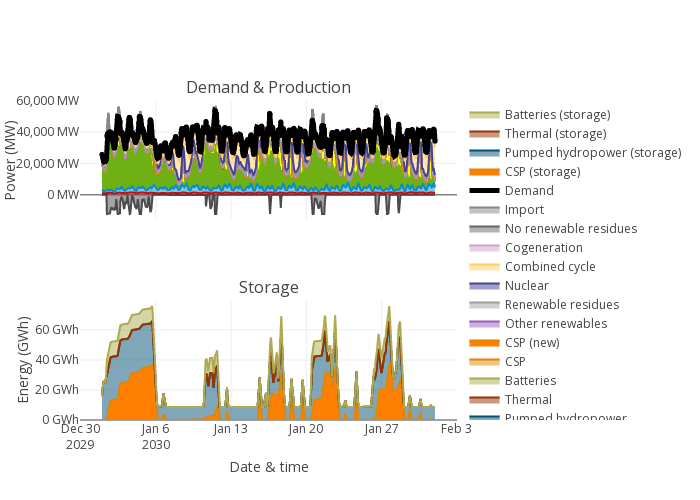 Demand & Production
60,000 MW
40,000 MW
20,000 MW
0 MW
Power (MW)
Storage
60 GWh
40 GWh
20 GWh
0 GWh
Energy (GWh)
Dec 30 Jan 6 Jan 13 Jan 20 Jan 27 Feb 3
2029 2030
Date & time
Batteries (storage)
Thermal (storage)
Pumped hydropower (storage)
CSP (storage)
Demand
Import
No renewable residues
Cogeneration
Combined cycle
Nuclear
Renewable residues
Other renewables
CSP (new)
CSP
Batteries
Thermal
Pumped hydropower